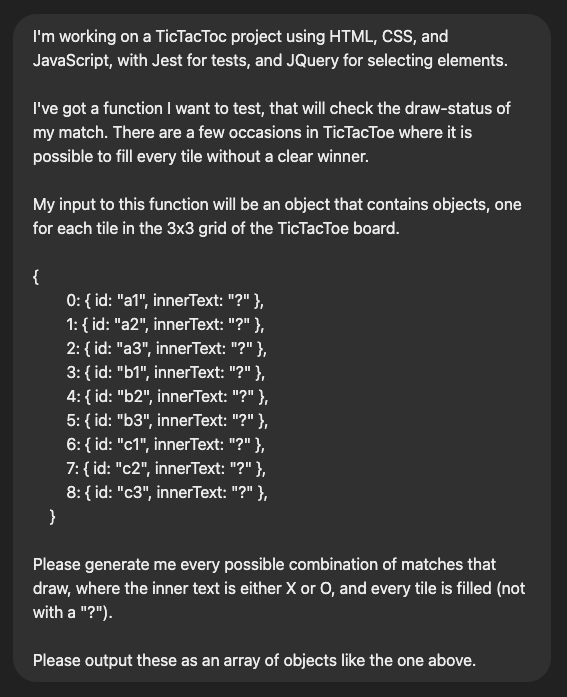 I'm working on a TicTacToc project using HTML, CSS, and
JavaScript, with Jest for tests, and JQuery for selecting elements.
I've got a function I want to test, that will check the draw-status of
my match. There are a few occasions in TicTacToe where it is
possible to fill every tile without a clear winner.
My input to this function will be an object that contains objects, one
for each tile in the 3x3 grid of the TicTacToe board.
{
0: { id: "a1", innerText: "?" },
1: { id: "a2", innerText: "?" },
2: { id: "a3", innerText: "?" },
3: { id: "b1", innerText: "?" },
4: { id: "b2", innerText: "?" },
5: { id: "b3", innerText: "?" },
6: { id: "c1", innerText: "?" },
7: { id: "c2", innerText: "?" },
8: { id: "c3", innerText: "?" },
}
Please generate me every possible combination of matches that
draw, where the inner text is either X or O, and every tile is filled (not
with a "?").
Please output these as an array of objects like the one above.